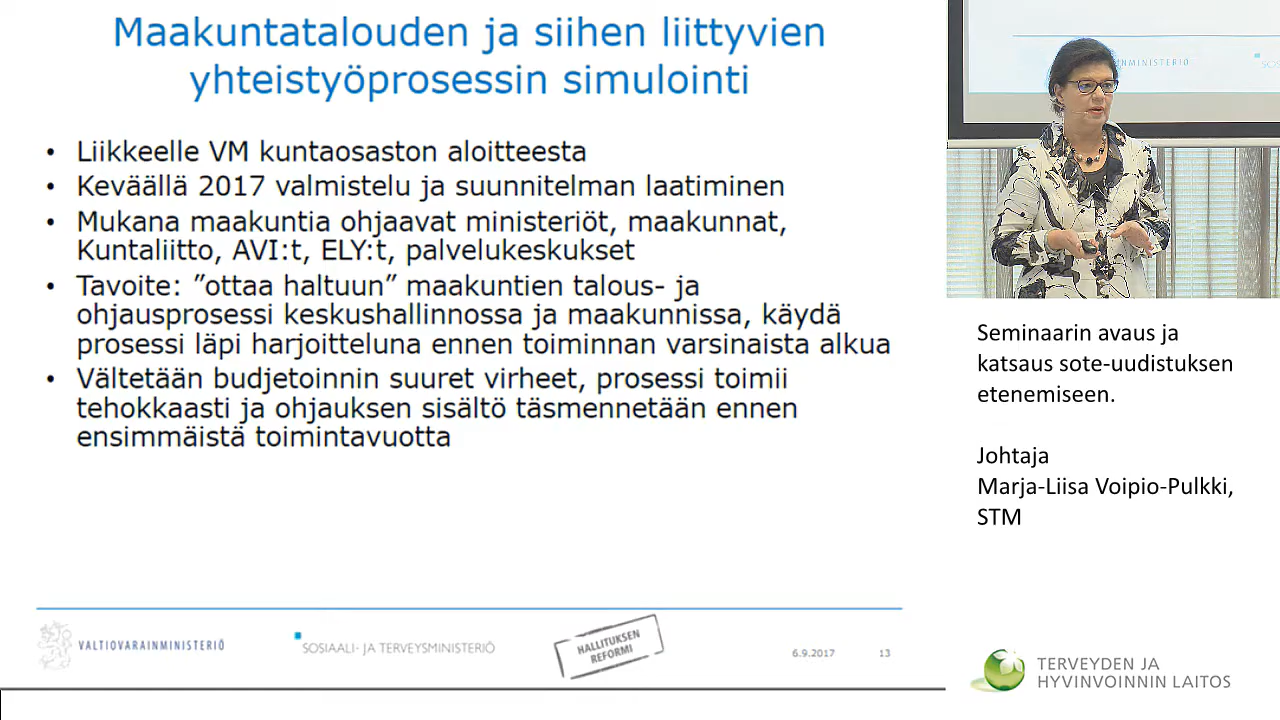 Maakuntatalouden ja siihen liittyvien
yhteistyöprosessin simulointi
• Liikkeelle VM kuntaosaston aloitteesta
• Keväällä 2017 valmistelu ja suunnitelman laatiminen
• Mukana maakuntia ohjaavat ministeriöt, maakunnat,
Kuntaliitto, AVI:t, ELY:t, palvelukeskukset
• Tavoite: ”ottaa haltuun” maakuntien talous- ja
ohjausprosessi keskushallinnossa ja maakunnissa, käydä
prosessi läpi harjoitteluna ennen toiminnan varsinaista alkua
• Vältetään budjetoinnin suuret virheet, prosessi toimii
tehokkaasti ja ohjauksen sisältö täsmennetään ennen
ensimmäistä toimintavuotta
VALTIOVARAINMINISTERIÖ
SOSIAALI- JA TERVEYSMINISTERIÖ
HALLITUKSEN
REFORMI
6.9.2017
13
Seminaarin avaus ja
katsaus sote-uudistuksen
etenemiseen.
Johtaja
Marja-Liisa Voipio-Pulkki,
STM
TERVEYDEN JA
HYVINVOINNIN LAITOS